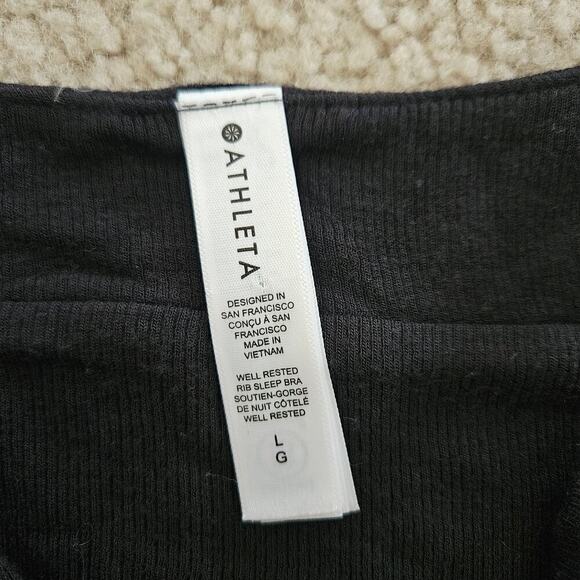 ATHLETA
DESIGNED IN
SAN FRANCISCO
CONÇU À SAN
FRANCISCO
MADE IN
VIETNAM
WELL RESTED
RIB SLEEP BRA
SOUTIEN-GORGE
DE NUIT CÔTELÉ
WELL RESTED
L
G